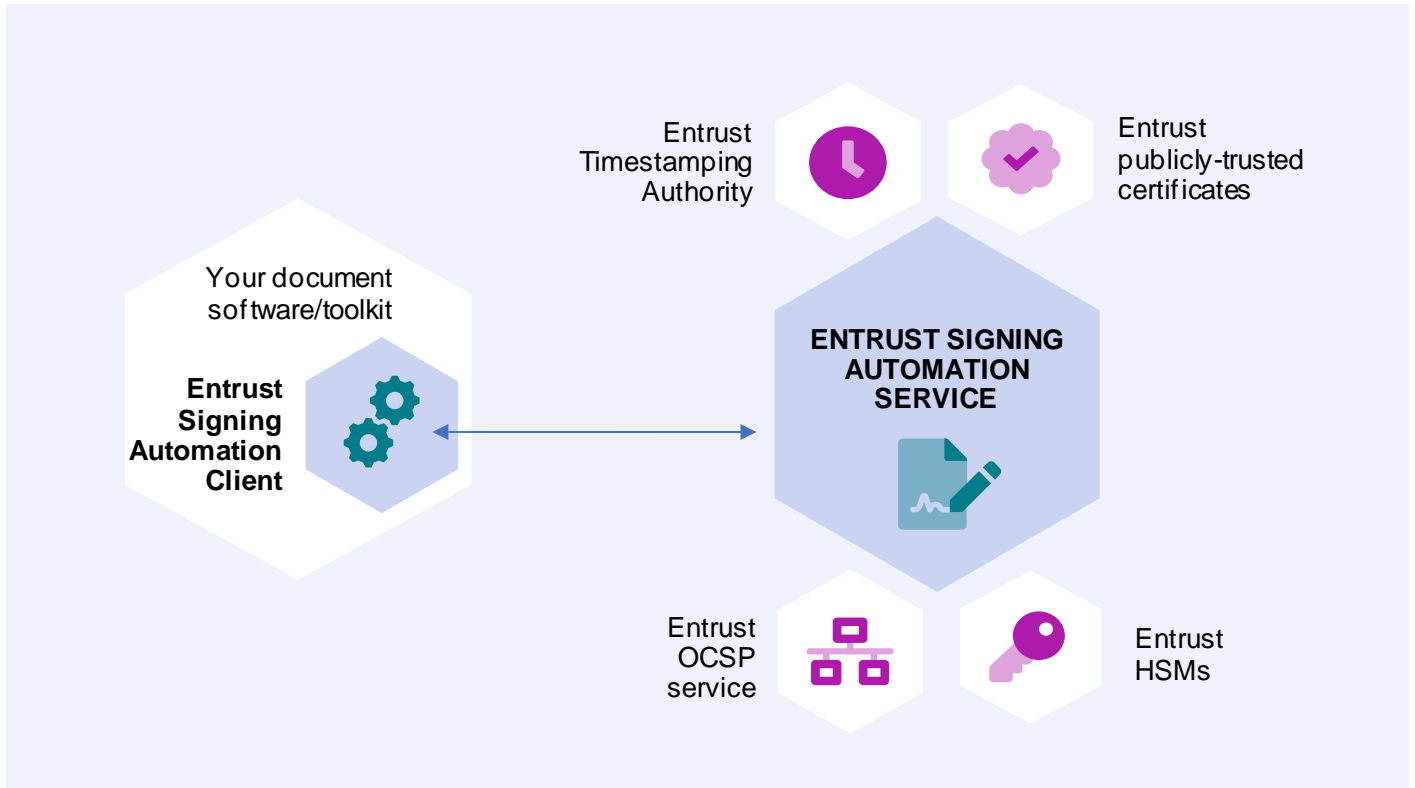 Your document
software/toolkit
Entrust
Signing
Automation
Client
Entrust
Timestamping
Authority
Entrust
publicly-trusted
certificates
ENTRUST SIGNING
AUTOMATION
SERVICE
Entrust
OCSP
service
Entrust
HSMs